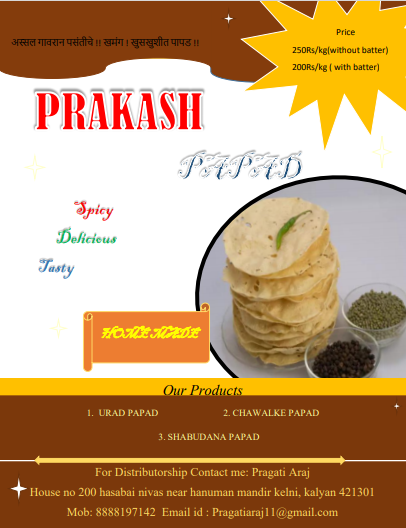 अस्सल गावरान पसंतीचे !! खमंग ! खुसखुशीत पापड !!
Price
250Rs/kg(without batter)
200Rs/kg ( with batter)
PRAKASH
PAPAD
Spicy
Delicious
Tasty
HOME MADE
Our Products
1. URAD PAPAD 2. CHAWALKE PAPAD
3. SHABUDANA PAPAD
For Distributorship Contact me: Pragati Araj
House no 200 hasabai nivas near hanuman mandir kelni, kalyan 421301
Mob: 8888197142 Email id : Pragatiaraj11@gmail.com